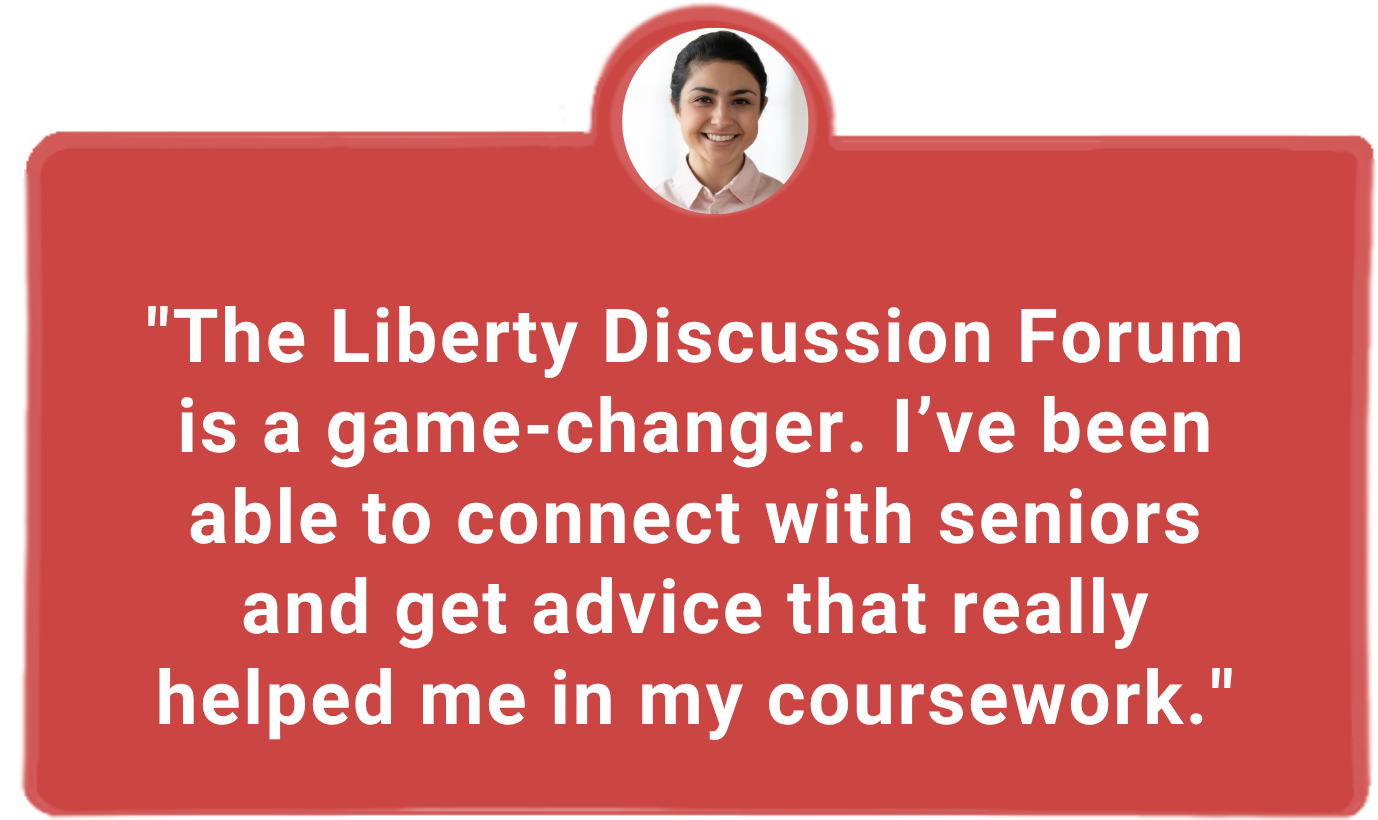 "The Liberty Discussion Forum
is a game-changer. I’ve been
able to connect with seniors
and get advice that really
helped me in my coursework."